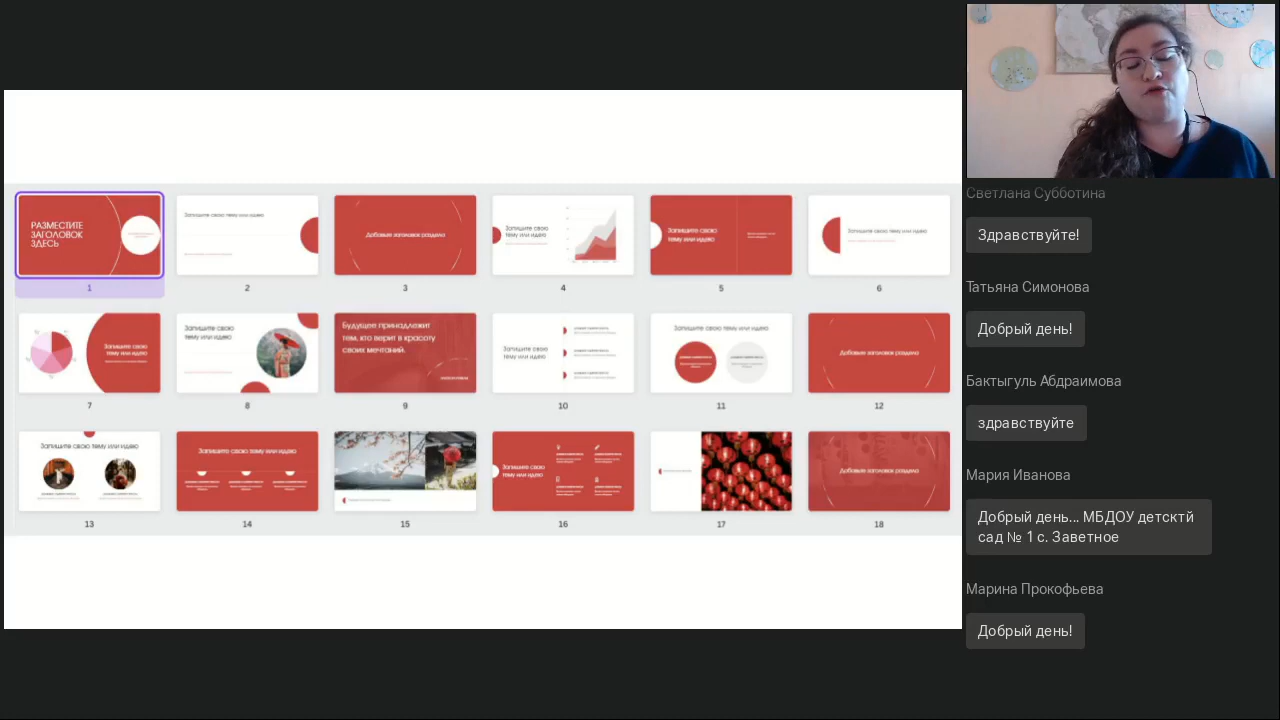 РАЗМЕСТИТЕ
ЗАГОЛОВОК
ЗДЕСЬ
1
Запишите свою тему или идею
2
Добавьте заголовок раздела
3
Запишите свою
тему или идею
4
Запишите свою
тему или идею
5
Запишите свою тему или идею
6
Запишите свою
тему или идею
7
Запишите свою
тему или идею
8
Будущее принадлежит
тем, кто верит в красоту
своих мечтаний.
9
Запишите свою
тему или идею
10
Запишите свою тему или идею
11
Добавьте заголовок раздела
12
Запишите свою тему или идею
13
Запишите свою тему или идею
14
15
Запишите свою
тему или идею
16
17
Добавьте заголовок раздела
18
Светлана Субботина
Здравствуйте!
Татьяна Симонова
Добрый день!
Бактыгуль Абдраимова
здравствуйте
Мария Иванова
Добрый день... МБДОУ детсктй
сад № 1 с. Заветное
Марина Прокофьева
Добрый день!